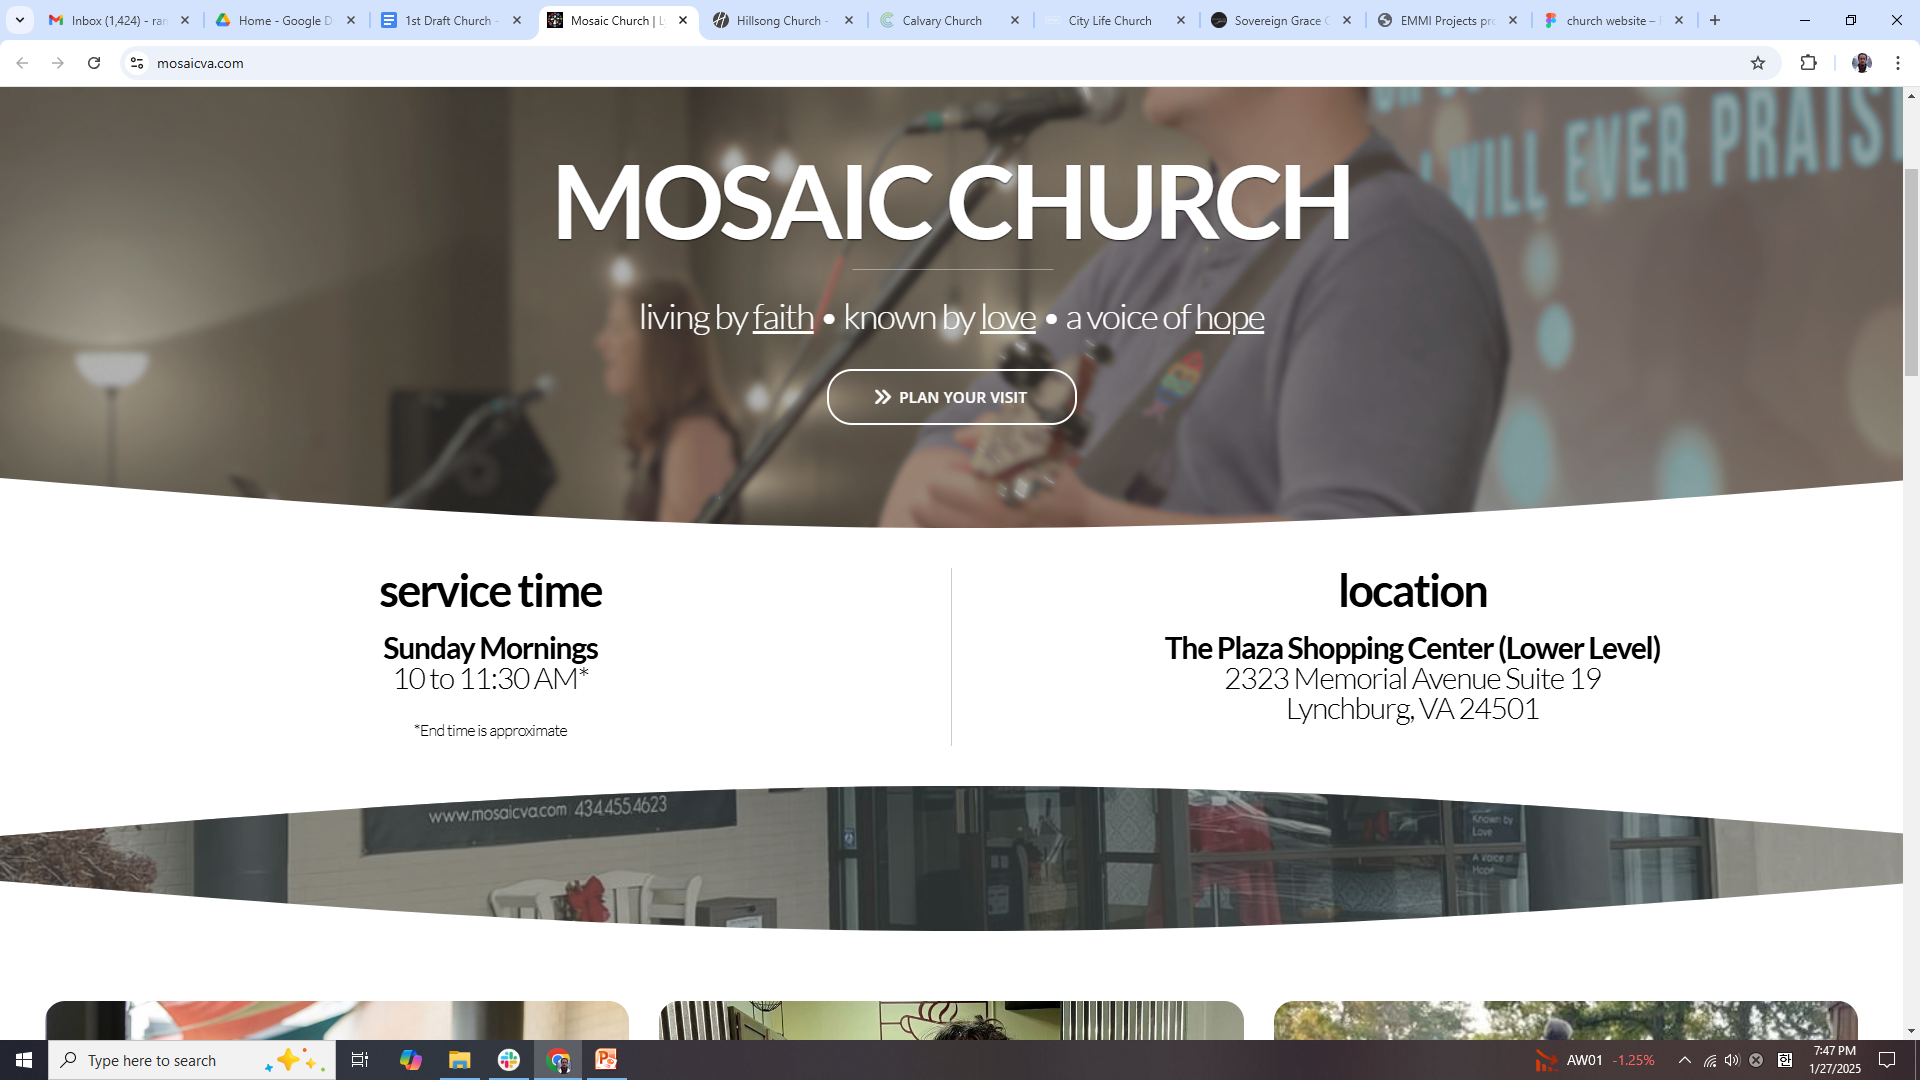 Inbox (1,424) - ran
Home - Google D
1st Draft Church -
Mosaic Church | Ly
Hillsong Church -
Calvary Church
City Life Church
Sovereign Grace C
EMMI Projects pro
church website –
mosaicva.com
I WILL EVER PRAIS
MOSAIC CHURCH
living by faith • known by love • a voice of hope
PLAN YOUR VISIT
service time
Sunday Mornings
10 to 11:30 AM*
*End time is approximate
location
The Plaza Shopping Center (Lower Level)
2323 Memorial Avenue Suite 19
Lynchburg, VA 24501
www.mosaicva.com 434.455.4623
Known by
Love
A Voice of
Hope
Type here to search
AW01 -1.25%
한
7:47 PM
1/27/2025